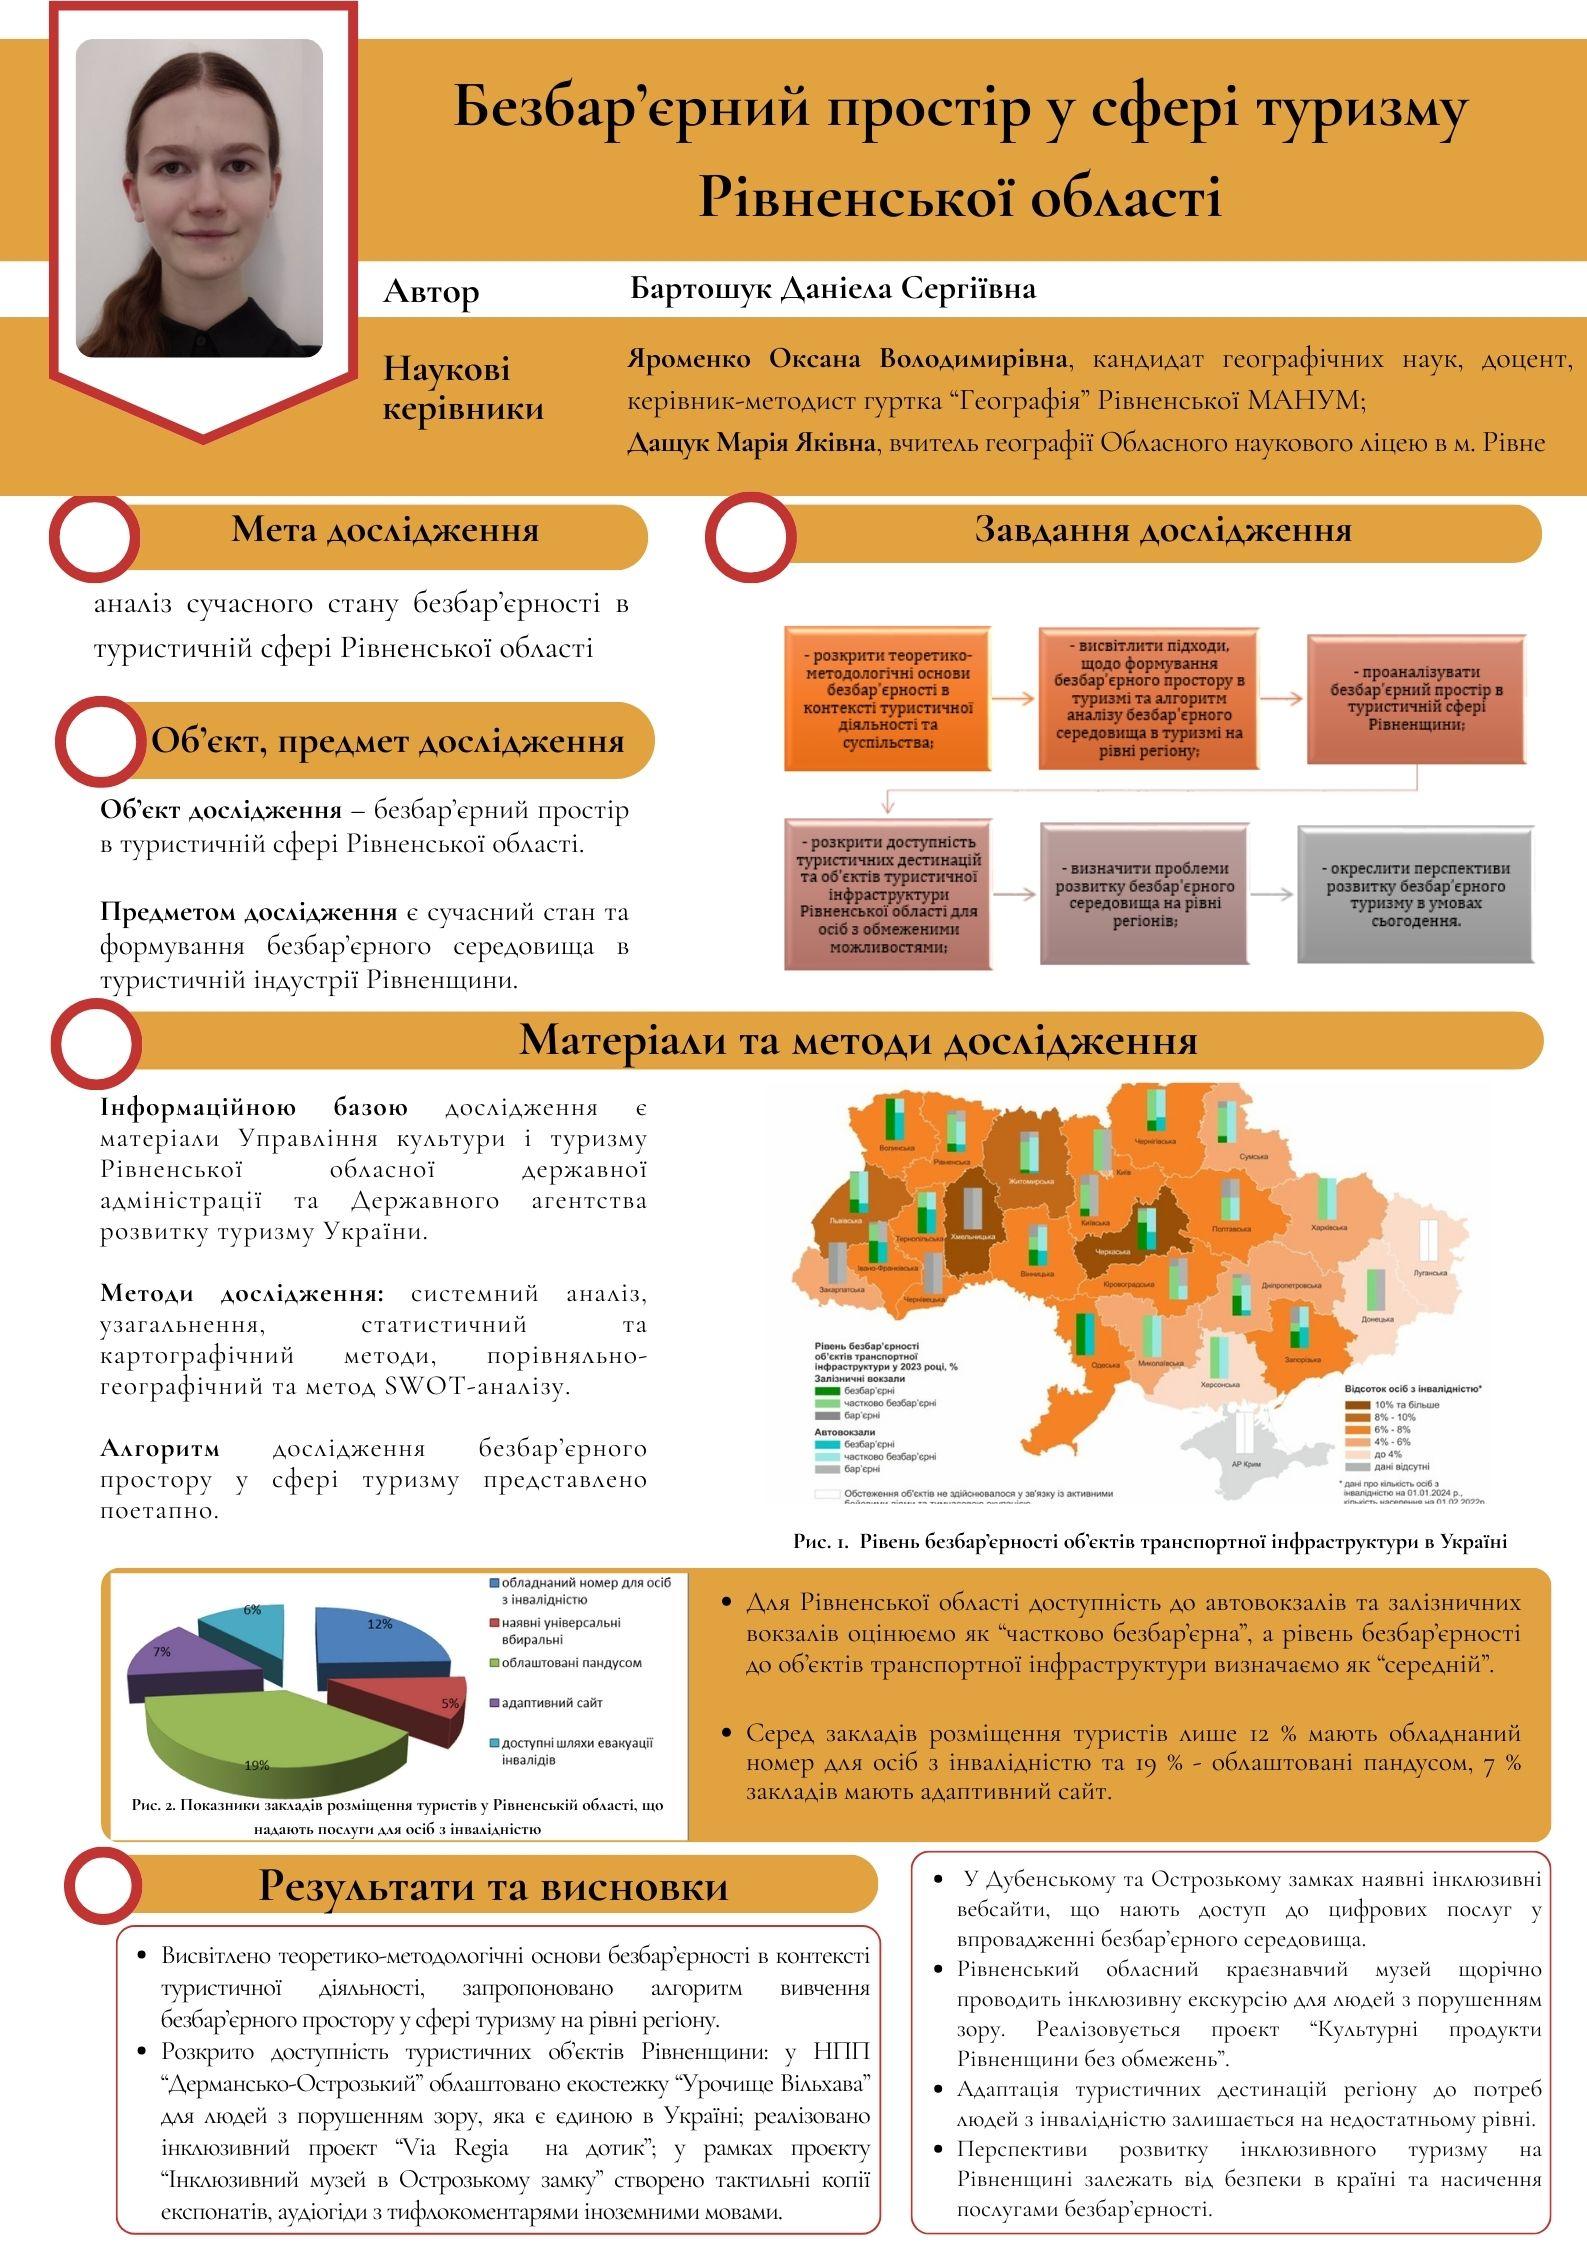 Безбар’єрний простір у сфері туризму
Рівненської області
Автор
Бартошук Даніела Сергіївна
Наукові
керівники
Яроменко Оксана Володимирівна, кандидат географічних наук, доцент,
керівник-методист гуртка “Географія” Рівненської МАНУМ;
Дащук Марія Яківна, вчитель географії Обласного наукового ліцею в м. Рівне
Мета дослідження
аналіз сучасного стану безбар’єрності в
туристичній сфері Рівненської області
Об’єкт, предмет дослідження
Об’єкт дослідження – безбар’єрний простір
в туристичній сфері Рівненської області.
Предметом дослідження є сучасний стан та
формування безбар’єрного середовища в
туристичній індустрії Рівненщини.
Завдання дослідження
- розкрити теоретико-
методологічні основи
безбар’єрності в
контексті туристичної
діяльності та
суспільства;
- висвітлити підходи,
щодо формування
безбар’єрного простору в
туризмі та алгоритм
аналізу безбар’єрного
середовища в туризмі на
рівні регіону;
- проаналізувати
безбар’єрний простір в
туристичній сфері
Рівненщини;
- розкрити доступність
туристичних дестинацій
та об’єктів туристичної
інфраструктури
Рівненської області для
осіб з обмеженими
можливостями;
- визначити проблеми
розвитку безбар’єрного
середовища на рівні
регіонів;
- окреслити перспективи
розвитку безбар’єрного
туризму в умовах
сьогодення.
Матеріали та методи дослідження
Інформаційною базою дослідження є
матеріали Управління культури і туризму
Рівненської обласної державної
адміністрації та Державного агентства
розвитку туризму України.
Методи дослідження: системний аналіз,
узагальнення, статистичний та
картографічний методи, порівняльно-
географічний та метод SWOT-аналізу.
Алгоритм дослідження безбар’єрного
простору у сфері туризму представлено
поетапно.
Волинська
Рівненська
Житомирська
Київ
Чернігівська
Сумська
Львівська
Тернопільська
Хмельницька
Київська
Черкаська
Полтавська
Харківська
Луганська
Закарпатська
Івано-Франківська
Чернівецька
Вінницька
Кіровоградська
Дніпропетровська
Донецька
Одеська
Миколаївська
Херсонська
Запорізька
АР Крим
Рівень безбар’єрності
об’єктів транспортної
інфраструктури у 2023 році, %
Залізничні вокзали
безбар’єрні
частково безбар’єрні
бар’єрні
Автовокзали
безбар’єрні
частково безбар’єрні
бар’єрні
Обстеження об’єктів не здійснювалося у зв’язку із активними
бойовими діями та тимчасовою окупацією
Відсоток осіб з інвалідністю*
10% та більше
8% - 10%
6% - 8%
4% - 6%
до 4%
дані відсутні
* дані про кількість осіб з
інвалідністю на 01.01.2024 р.,
кількість населення на 01.02.2022р.
Рис. 1. Рівень безбар’єрності об’єктів транспортної інфраструктури в Україні
6%
12%
7%
5%
19%
обладнаний номер для осіб
з інвалідністю
наявні універсальні
вбиральні
облаштовані пандусом
адаптивний сайт
доступні шляхи евакуації
інвалідів
Рис. 2. Показники закладів розміщення туристів у Рівненській області, що
надають послуги для осіб з інвалідністю
• Для Рівненської області доступність до автовокзалів та залізничних
вокзалів оцінюємо як “частково безбар’єрна”, а рівень безбар’єрності
до об’єктів транспортної інфраструктури визначаємо як “середній”.
• Серед закладів розміщення туристів лише 12 % мають обладнаний
номер для осіб з інвалідністю та 19 % - облаштовані пандусом, 7 %
закладів мають адаптивний сайт.
Результати та висновки
• Висвітлено теоретико-методологічні основи безбар’єрності в контексті
туристичної діяльності, запропоновано алгоритм вивчення
безбар’єрного простору у сфері туризму на рівні регіону.
• Розкрито доступність туристичних об’єктів Рівненщини: у НПП
“Дермансько-Острозький” облаштовано екостежку “Урочище Вільхава”
для людей з порушенням зору, яка є єдиною в Україні; реалізовано
інклюзивний проєкт “Via Regia на дотик”; у рамках проєкту
“Інклюзивний музей в Острозькому замку” створено тактильні копії
експонатів, аудіогіди з тифлокоментарями іноземними мовами.
• У Дубенському та Острозькому замках наявні інклюзивні
вебсайти, що нають доступ до цифрових послуг у
впровадженні безбар’єрного середовища.
• Рівненський обласний краєзнавчий музей щорічно
проводить інклюзивну екскурсію для людей з порушенням
зору. Реалізовується проєкт “Культурні продукти
Рівненщини без обмежень”.
• Адаптація туристичних дестинацій регіону до потреб
людей з інвалідністю залишається на недостатньому рівні.
• Перспективи розвитку інклюзивного туризму на
Рівненщині залежать від безпеки в країні та насичення
послугами безбар’єрності.